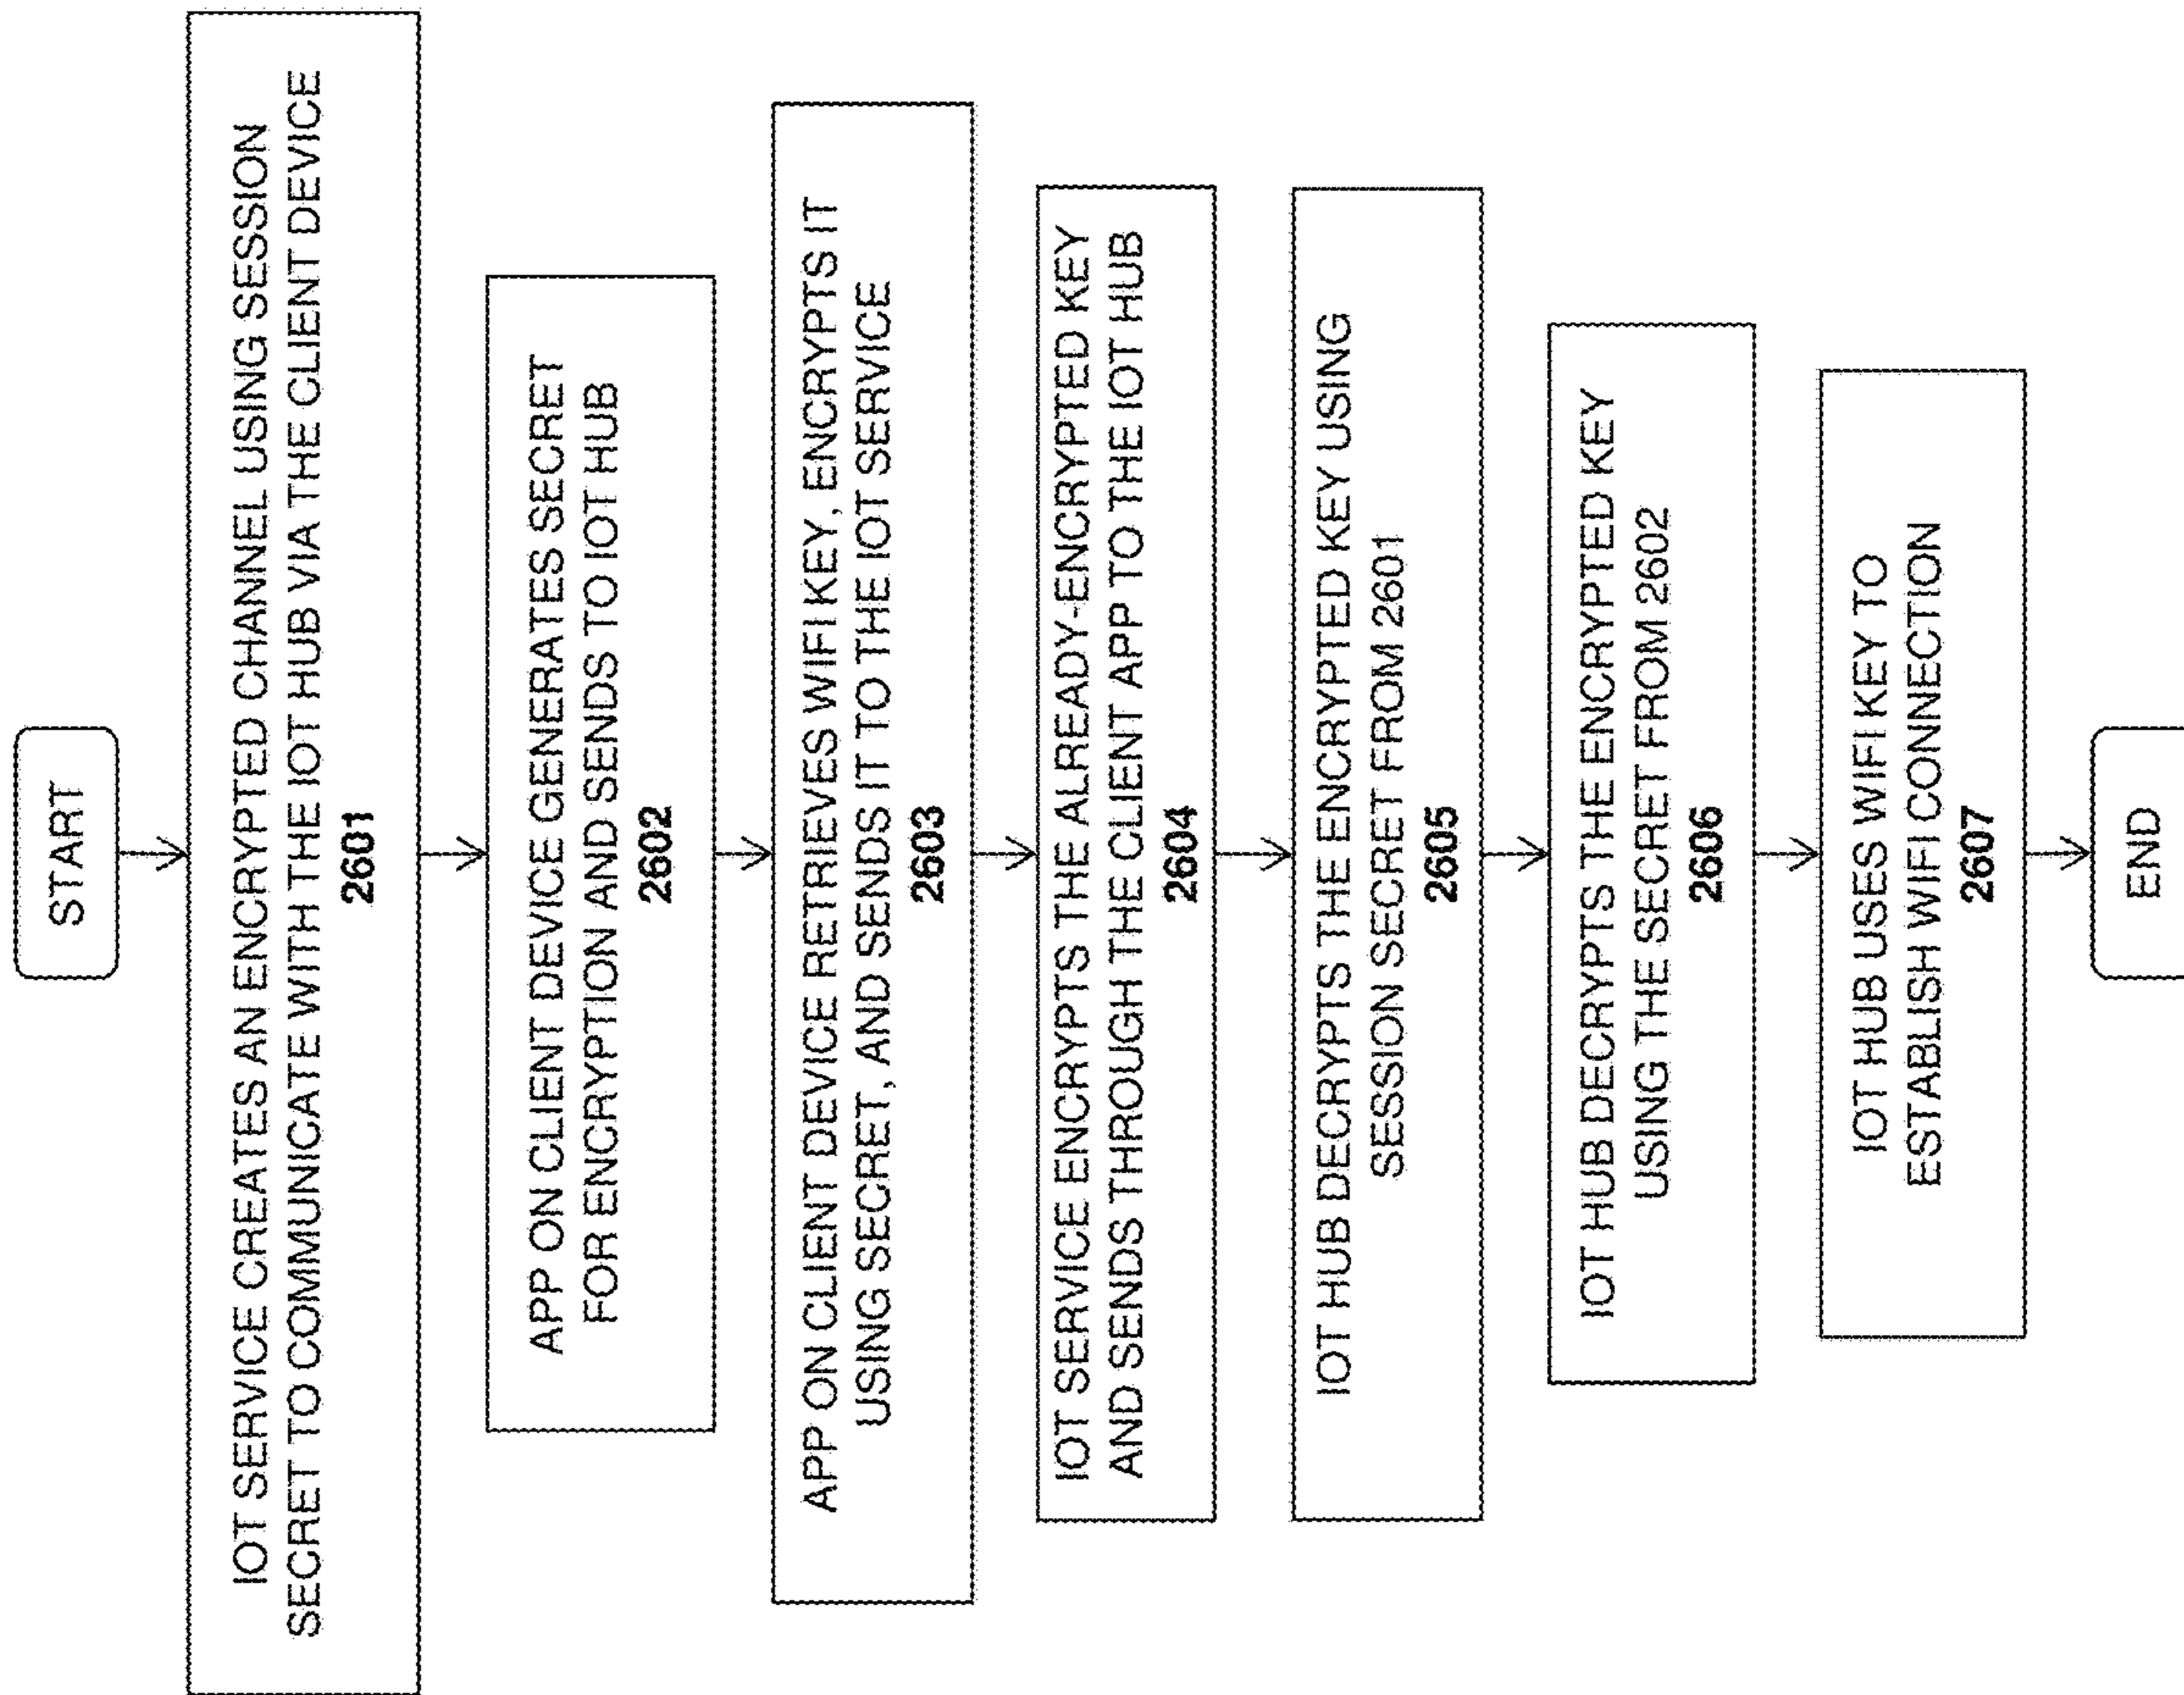 START
IOT SERVICE CREATES AN ENCRYPTED CHANNEL USING SESSION
SECRET TO COMMUNICATE WITH THE IOT HUB VIA THE CLIENT DEVICE
2601
APP ON CLIENT DEVICE GENERATES SECRET
FOR ENCRYPTION AND SENDS TO IOT HUB
2602
APP ON CLIENT DEVICE RETRIEVES WIFI KEY, ENCRYPTS IT
USING SECRET, AND SENDS IT TO THE IOT SERVICE
2603
IOT SERVICE ENCRYPTS THE ALREADY-ENCRYPTED KEY
AND SENDS THROUGH THE CLIENT APP TO THE IOT HUB
2604
IOT HUB DECRYPTS THE ENCRYPTED KEY USING
SESSION SECRET FROM 2601
2605
IOT HUB DECRYPTS THE ENCRYPTED KEY
USING THE SECRET FROM 2602
2606
IOT HUB USES WIFI KEY TO
ESTABLISH WIFI CONNECTION
2607
END